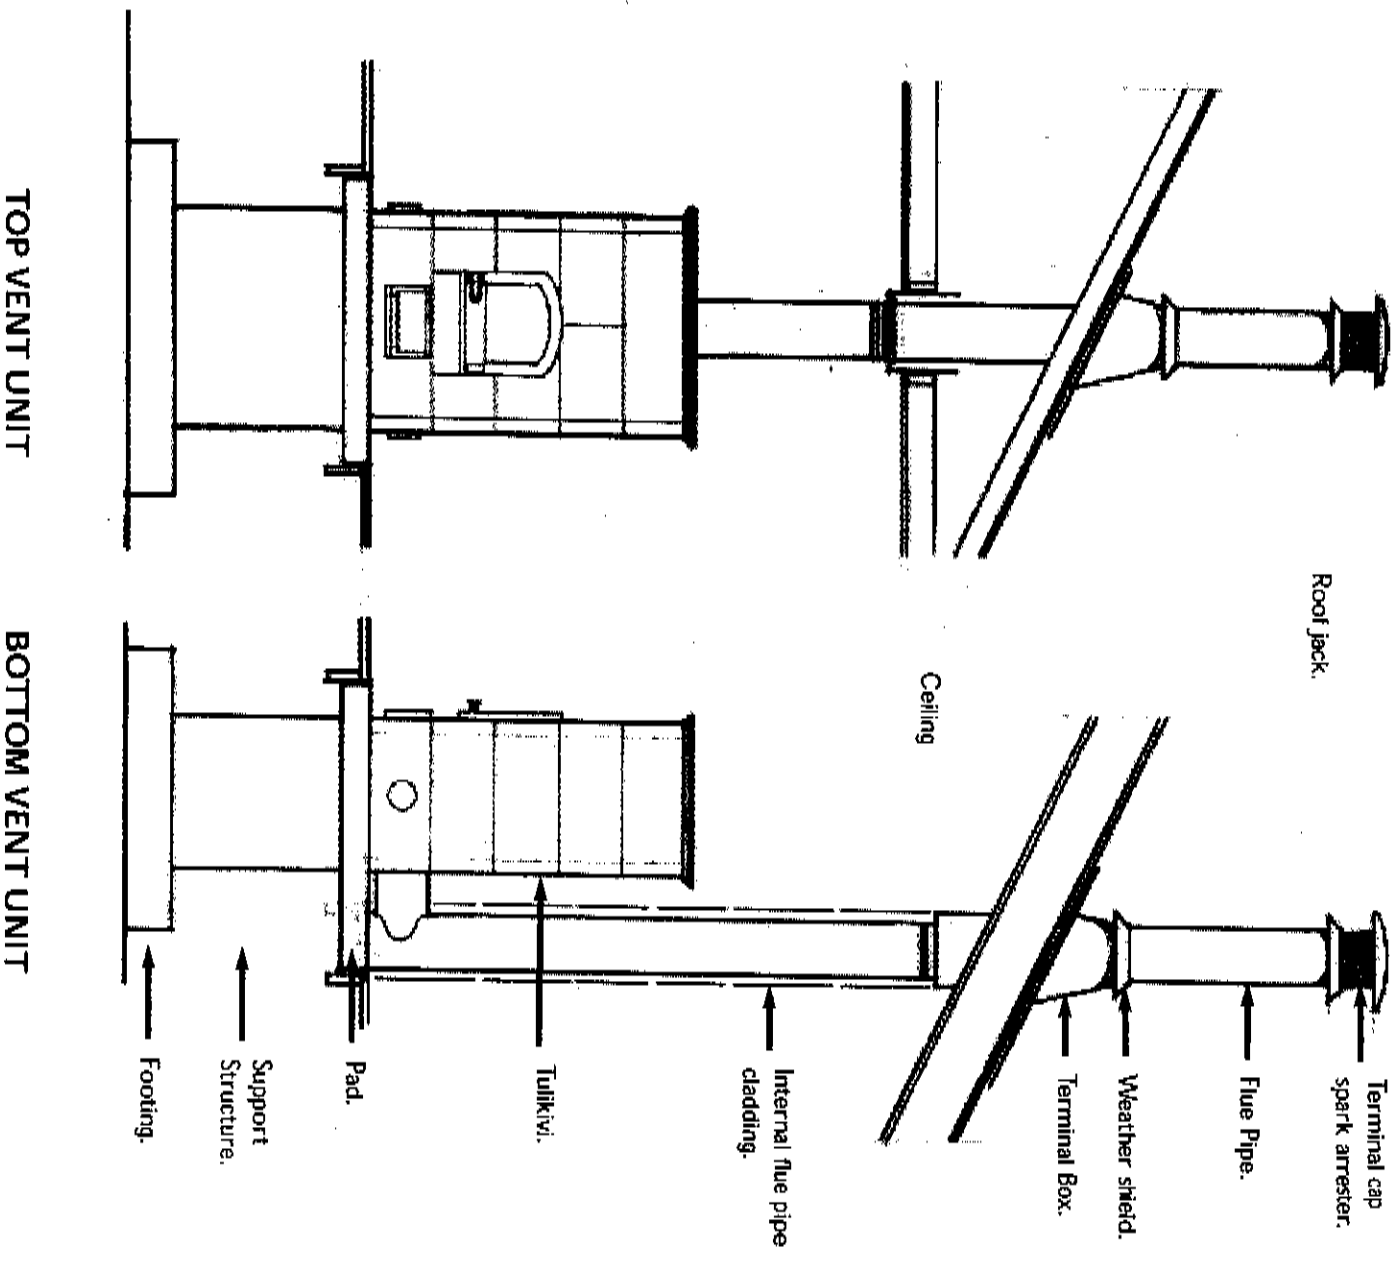 Terminal cap
spark arrester.
Roof jack.
Flue Pipe.
Weather shield.
Terminal Box.
Ceiling
Internal flue pipe
cladding.
Tulikivi.
Pad.
Support
Structure.
Footing.
TOP VENT UNIT
BOTTOM VENT UNIT